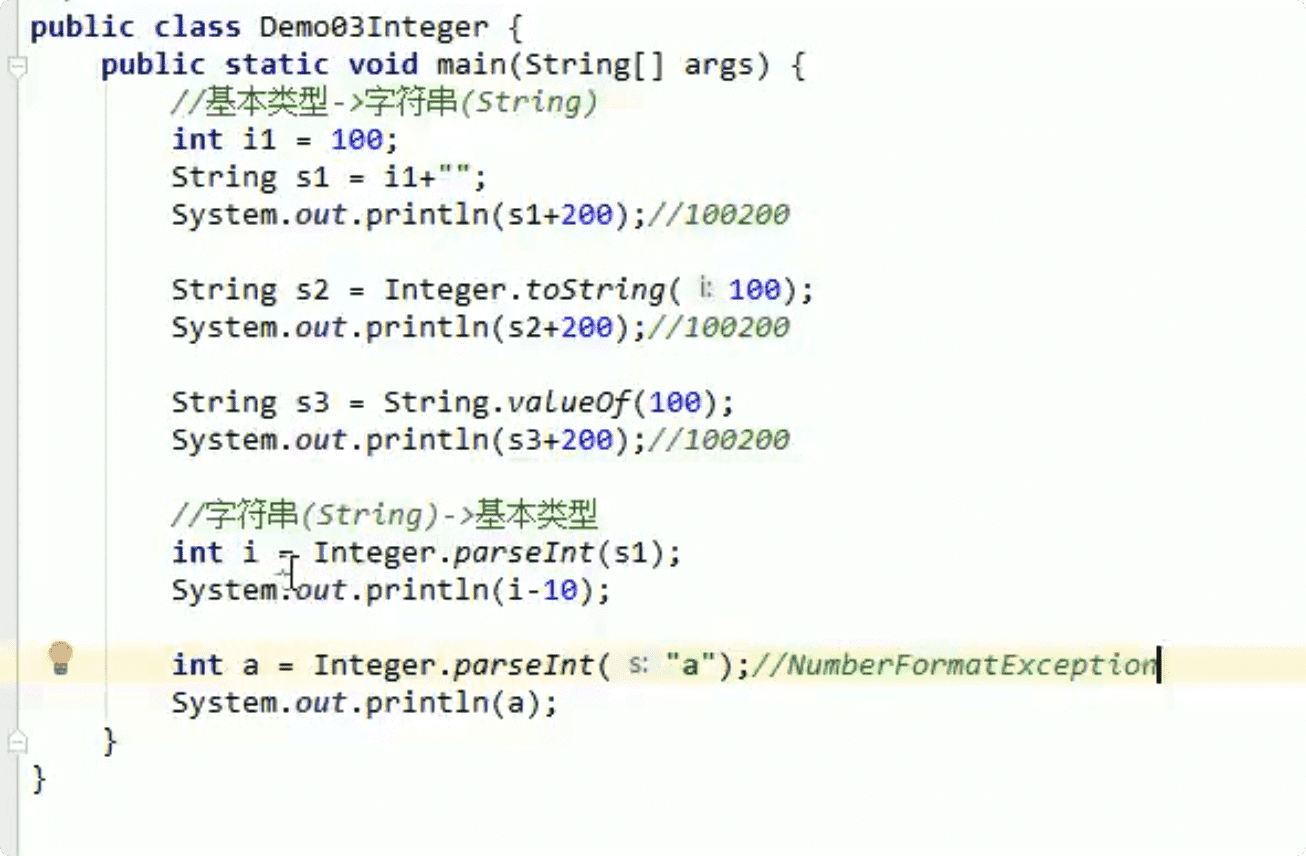 public class Demo03Integer {
public static void main(String[] args) {
//基本类型->字符串(String)
int i1 = 100;
String s1 = i1+"";
System.out.println(s1+200);//100200
String s2 = Integer.toString( i: 100);
System.out.println(s2+200);//100200
String s3 = String.valueOf(100);
System.out.println(s3+200);//100200
//字符串(String)->基本类型
int i = Integer.parseInt(s1);
System.out.println(i-10);
int a = Integer.parseInt( s: "a");//NumberFormatException
System.out.println(a);
}
}